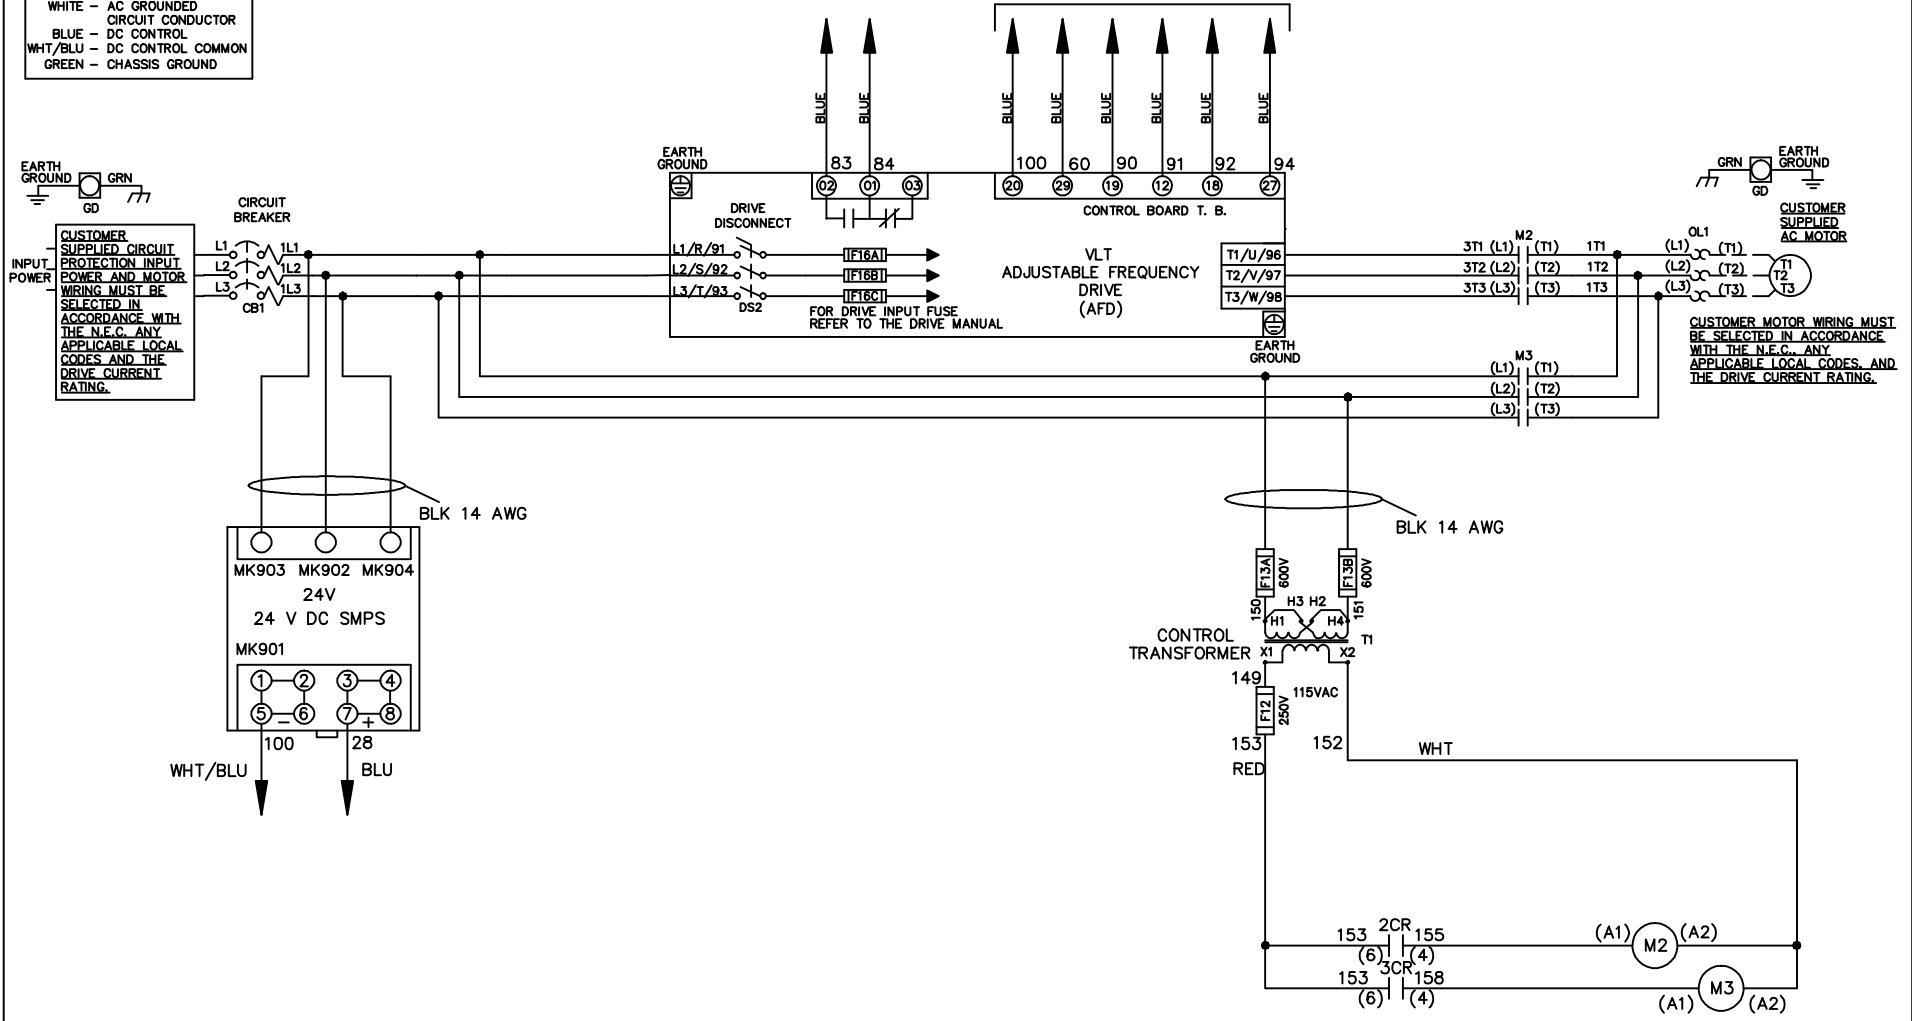 WHITE – AC GROUNDED
CIRCUIT CONDUCTOR
BLUE – DC CONTROL
WHT/BLU – DC CONTROL COMMON
GREEN – CHASSIS GROUND
BLUE
BLUE
BLUE
BLUE
BLUE
BLUE
BLUE
BLUE
EARTH
GROUND
GRN
GD
CIRCUIT
BREAKER
INPUT
POWER
CUSTOMER
SUPPLIED CIRCUIT
PROTECTION INPUT
POWER AND MOTOR
WIRING MUST BE
SELECTED IN
ACCORDANCE WITH
THE N.E.C. ANY
APPLICABLE LOCAL
CODES AND THE
DRIVE CURRENT
RATING.
L1 1L1
L2 1L2
L3 1L3
CB1
EARTH
GROUND
83 84
02 01 03
100 60 90 91 92 94
20 29 19 12 18 27
CONTROL BOARD T. B.
DRIVE
DISCONNECT
L1/R/91
L2/S/92
L3/T/93
DS2
F16A
F16B
F16C
FOR DRIVE INPUT FUSE
REFER TO THE DRIVE MANUAL
VLT
ADJUSTABLE FREQUENCY
DRIVE
(AFD)
T1/U/96
T2/V/97
T3/W/98
EARTH
GROUND
M2
3T1 (L1) (T1) 1T1
3T2 (L2) (T2) 1T2
3T3 (L3) (T3) 1T3
OL1
(L1) (T1)
(L2) (T2)
(L3) (T3)
T1
T2
T3
GRN
GD
EARTH
GROUND
CUSTOMER
SUPPLIED
AC MOTOR
CUSTOMER MOTOR WIRING MUST
BE SELECTED IN ACCORDANCE
WITH THE N.E.C., ANY
APPLICABLE LOCAL CODES, AND
THE DRIVE CURRENT RATING.
M3
(L1) (T1)
(L2) (T2)
(L3) (T3)
BLK 14 AWG
MK903 MK902 MK904
24V
24 V DC SMPS
MK901
1 2 3 4
5 6 7 8
– +
100 28
WHT/BLU BLU
BLK 14 AWG
F13A
600V
F13B
600V
150
151
H3 H2
H1 H4
T1
CONTROL
TRANSFORMER
X1 X2
149
115VAC
F12
250V
153 152
RED
WHT
2CR
153 155
(6) (4)
(A1) M2 (A2)
3CR
153 158
(6) (4)
M3
(A1) (A2)